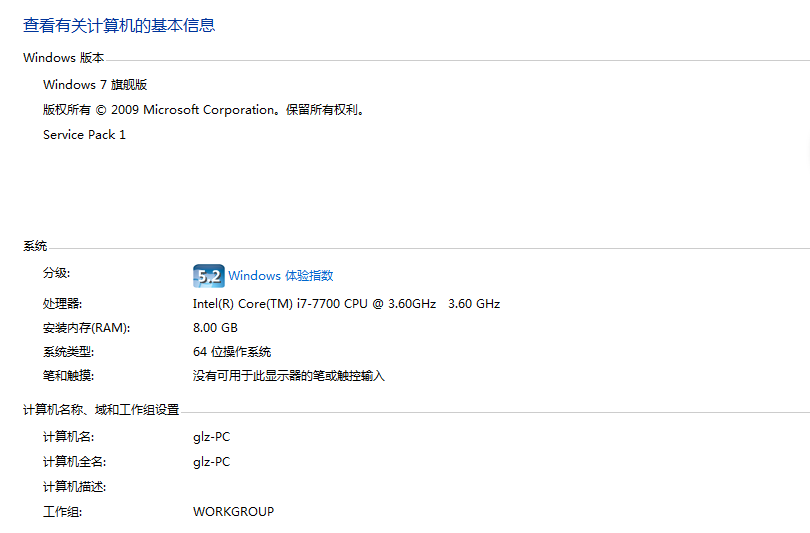 查看有关计算机的基本信息
Windows 版本
Windows 7 旗舰版
版权所有 © 2009 Microsoft Corporation。保留所有权利。
Service Pack 1
系统
分级: 5.2 Windows 体验指数
处理器: Intel(R) Core(TM) i7-7700 CPU @ 3.60GHz 3.60 GHz
安装内存(RAM): 8.00 GB
系统类型: 64 位操作系统
笔和触摸: 没有可用于此显示器的笔或触控输入
计算机名称、域和工作组设置
计算机名: glz-PC
计算机全名: glz-PC
计算机描述:
工作组: WORKGROUP